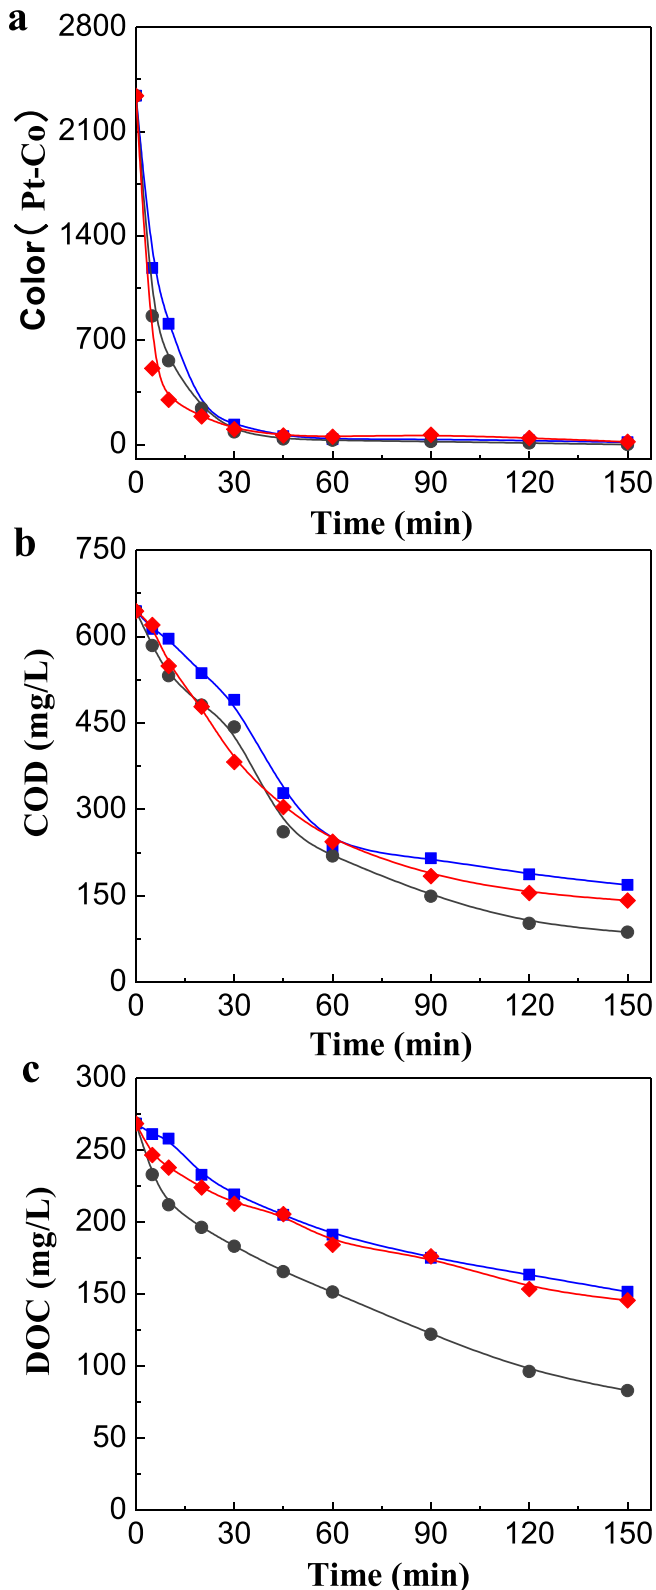 a
2800
2100
1400
700
0
Color( Pt-Co)
0 30 60 90 120 150
Time (min)
b
750
600
450
300
150
0
COD (mg/L)
0 30 60 90 120 150
Time (min)
c
300
250
200
150
100
50
0
DOC (mg/L)
0 30 60 90 120 150
Time (min)